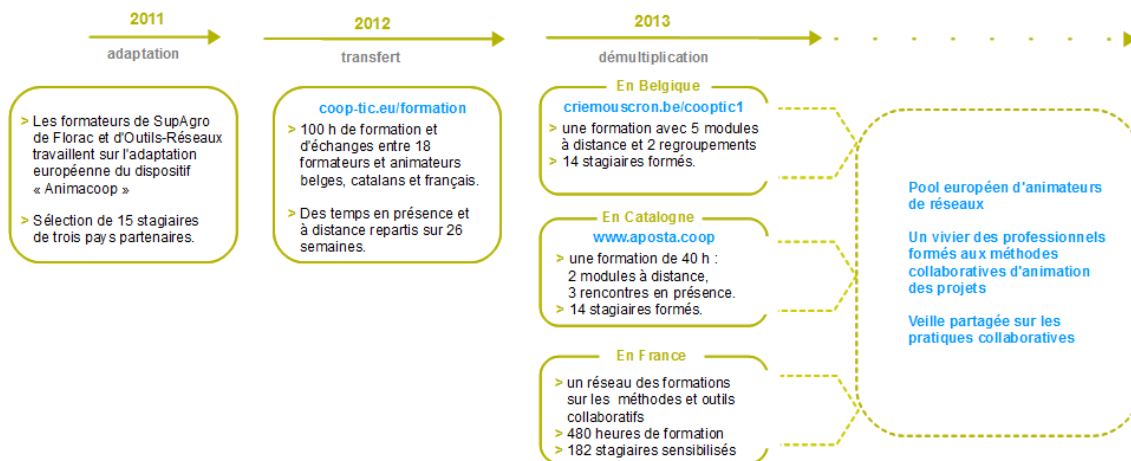 2011
adaptation
> Les formateurs de SupAgro
de Florac et d'Outils-Réseaux
travaillent sur l'adaptation
européenne du dispositif
« Animacoop »
> Sélection de 15 stagiaires
de trois pays partenaires.
2012
transfert
coop-tic.eu/formation
> 100 h de formation et
d'échanges entre 18
formateurs et animateurs
belges, catalans et français.
> Des temps en présence et
à distance repartis sur 26
semaines.
2013
démultiplication
En Belgique
criemouscron.be/cooptic1
> une formation avec 5 modules
à distance et 2 regroupements
> 14 stagiaires formés.
En Catalogne
www.aposta.coop
> une formation de 40 h :
2 modules à distance,
3 rencontres en présence.
> 14 stagiaires formés.
En France
> un réseau des formations
sur les méthodes et outils
collaboratifs
> 480 heures de formation
> 182 stagiaires sensibilisés
Pool européen d'animateurs
de réseaux
Un vivier des professionnels
formés aux méthodes
collaboratives d'animation
des projets
Veille partagée sur les
pratiques collaboratives